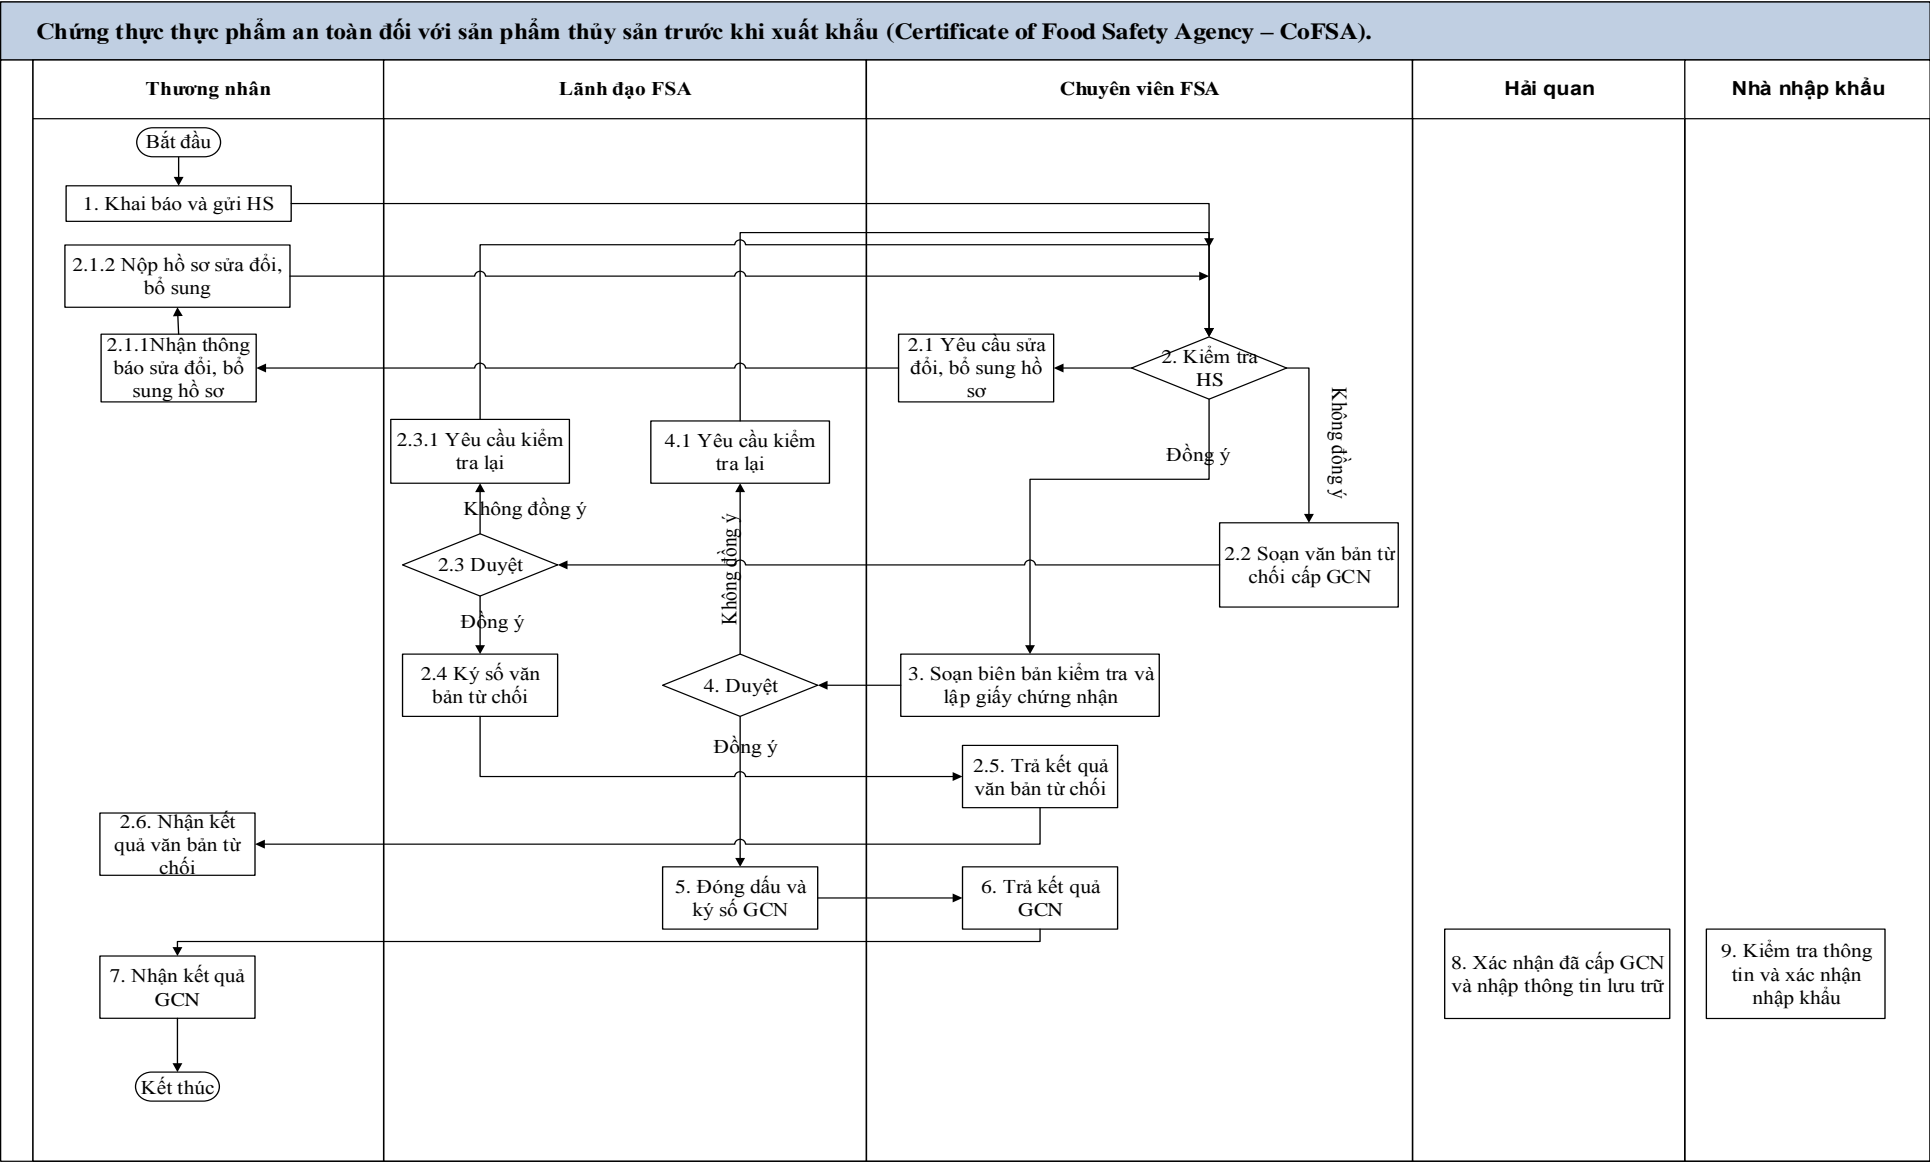 Chứng thực thực phẩm an toàn đối với sản phẩm thủy sản trước khi xuất khẩu (Certificate of Food Safety Agency – CoFSA).
Thương nhân
Lãnh đạo FSA
Chuyên viên FSA
Hải quan
Nhà nhập khẩu
Bắt đầu
1. Khai báo và gửi HS
2.1.2 Nộp hồ sơ sửa đổi,
bổ sung
2.1.1Nhận thông
báo sửa đổi, bổ
sung hồ sơ
2.1 Yêu cầu sửa
đổi, bổ sung hồ
sơ
2. Kiểm tra
HS
Không đồng ý
Đồng ý
2.3.1 Yêu cầu kiểm
tra lại
4.1 Yêu cầu kiểm
tra lại
Không đồng ý
Không đồng ý
2.3 Duyệt
2.2 Soạn văn bản từ
chối cấp GCN
Đồng ý
2.4 Ký số văn
bản từ chối
4. Duyệt
3. Soạn biên bản kiểm tra và
lập giấy chứng nhận
Đồng ý
2.5. Trả kết quả
văn bản từ chối
2.6. Nhận kết
quả văn bản từ
chối
5. Đóng dấu và
ký số GCN
6. Trả kết quả
GCN
7. Nhận kết quả
GCN
8. Xác nhận đã cấp GCN
và nhập thông tin lưu trữ
9. Kiểm tra thông
tin và xác nhận
nhập khẩu
Kết thúc